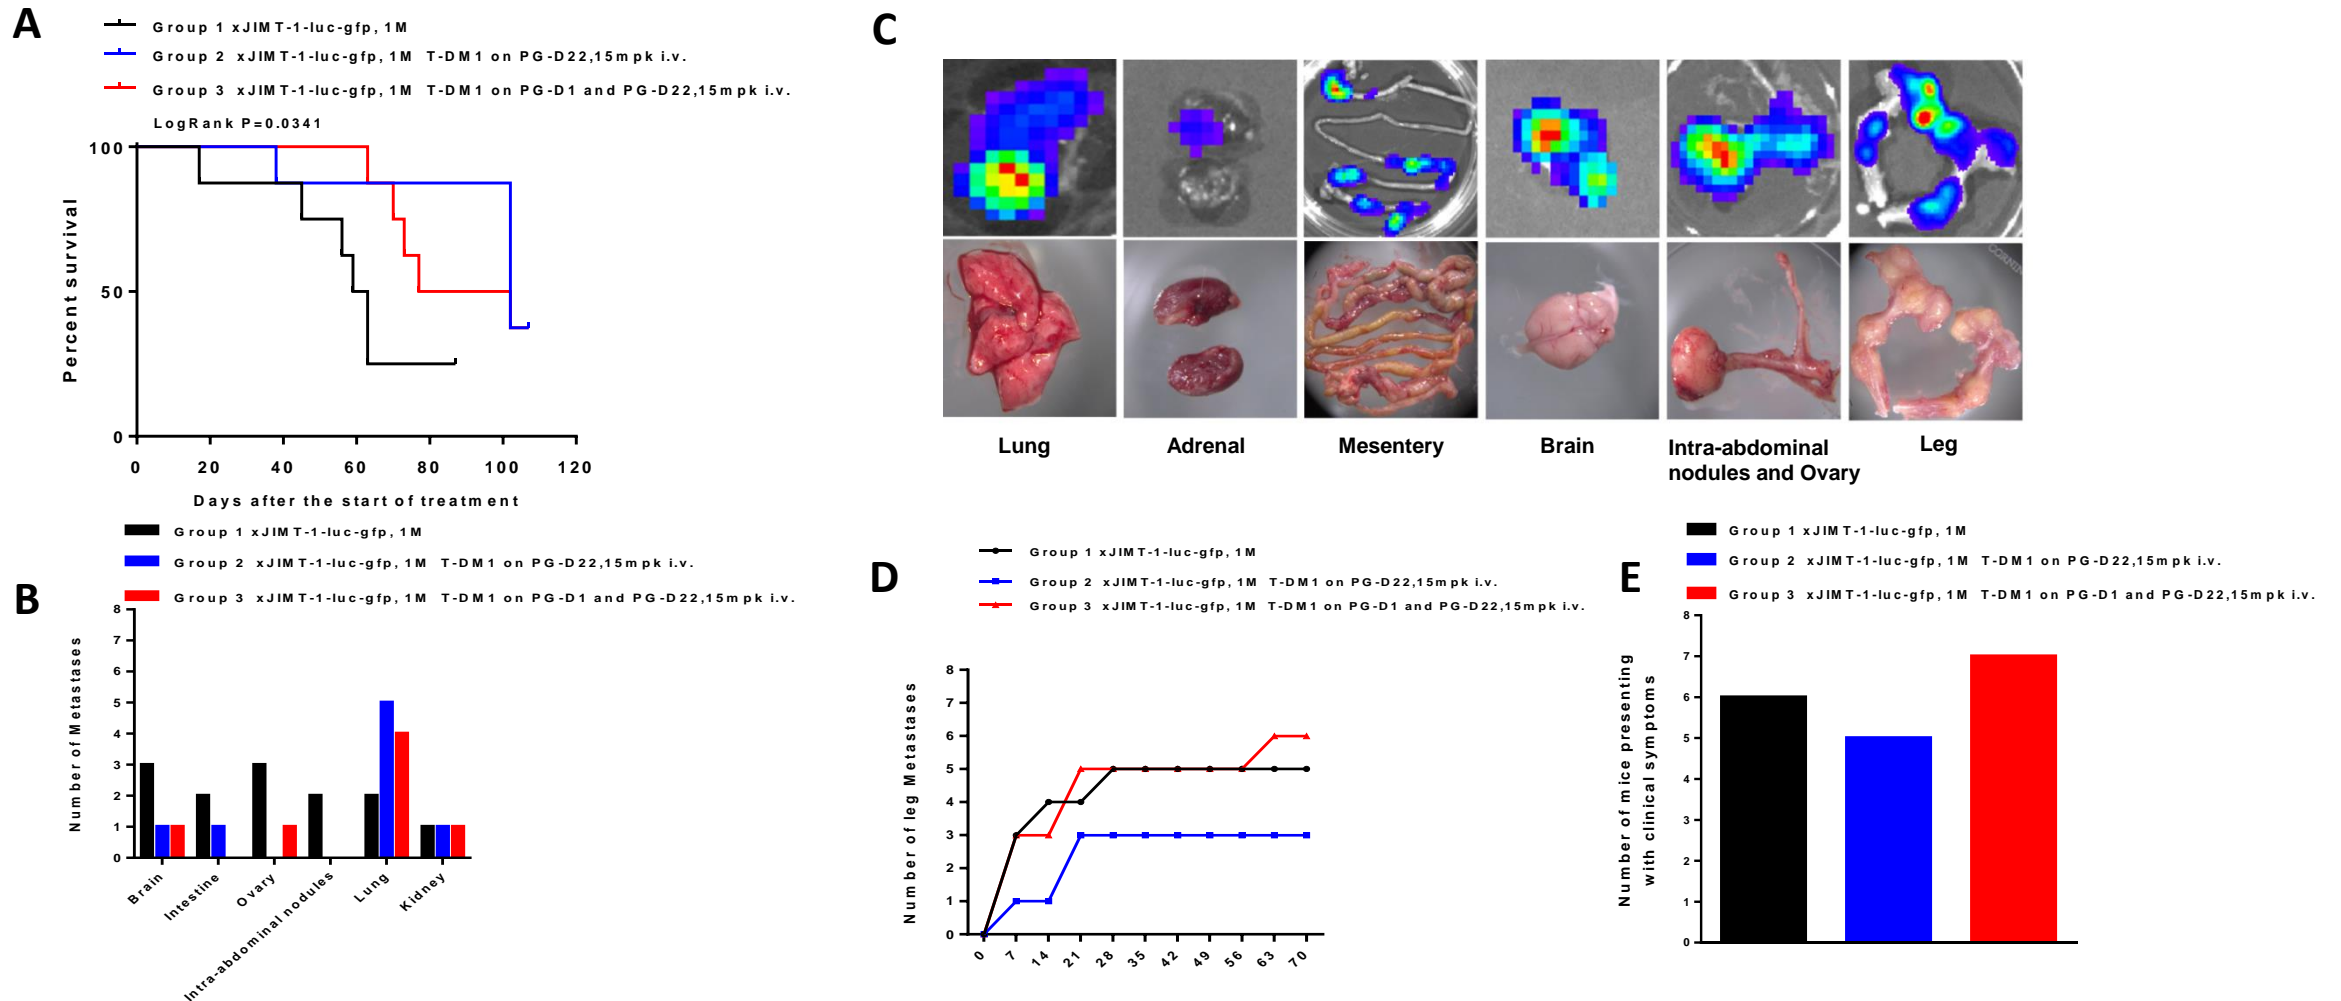 A
Group 1 xJIMT-1-luc-gfp, 1M
Group 2 xJIMT-1-luc-gfp, 1M T-DM1 on PG-D22,15mpk i.v.
Group 3 xJIMT-1-luc-gfp, 1M T-DM1 on PG-D1 and PG-D22,15mpk i.v.
LogRank P=0.0341
Percent survival
100
50
0
0 20 40 60 80 100 120
Days after the start of treatment
B
Group 1 xJIMT-1-luc-gfp, 1M
Group 2 xJIMT-1-luc-gfp, 1M T-DM1 on PG-D22,15mpk i.v.
Group 3 xJIMT-1-luc-gfp, 1M T-DM1 on PG-D1 and PG-D22,15mpk i.v.
Number of Metastases
8
7
6
5
4
3
2
1
0
Brain
Intestine
Ovary
Intra-abdominal nodules
Lung
Kidney
C
Lung
Adrenal
Mesentery
Brain
Intra-abdominal
nodules and Ovary
Leg
D
Group 1 xJIMT-1-luc-gfp, 1M
Group 2 xJIMT-1-luc-gfp, 1M T-DM1 on PG-D22,15mpk i.v.
Group 3 xJIMT-1-luc-gfp, 1M T-DM1 on PG-D1 and PG-D22,15mpk i.v.
Number of leg Metastases
8
7
6
5
4
3
2
1
0
0 7 14 21 28 35 42 49 56 63 70
E
Group 1 xJIMT-1-luc-gfp, 1M
Group 2 xJIMT-1-luc-gfp, 1M T-DM1 on PG-D22,15mpk i.v.
Group 3 xJIMT-1-luc-gfp, 1M T-DM1 on PG-D1 and PG-D22,15mpk i.v.
Number of mice presenting
with clinical symptoms
8
7
6
5
4
3
2
1
0